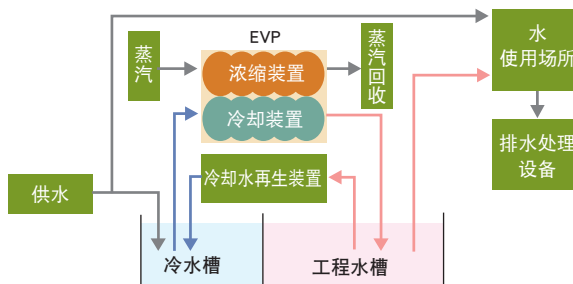 EVP
蒸
汽
浓缩装置
冷却装置
蒸
汽
回
收
水
使用场所
排水处理
设备
冷却水再生装置
供水
冷水槽
工程水槽